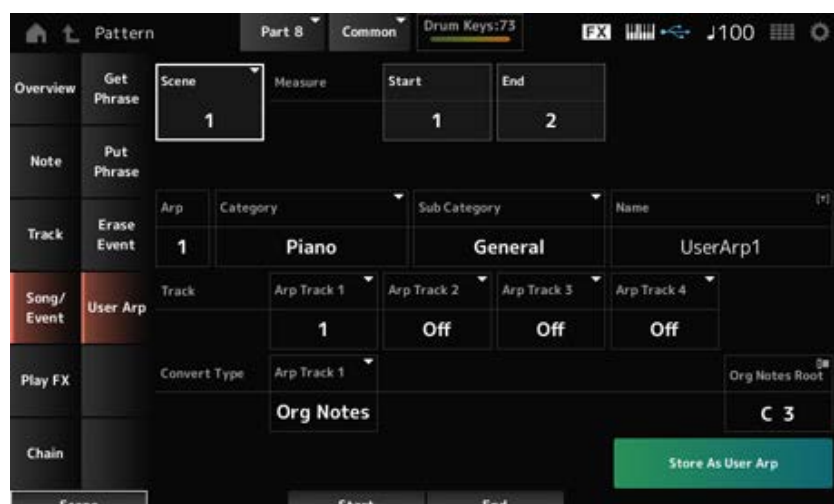 Pattern
Part 8
Common
Drum Keys:73
FX
♩100
Overview
Get
Phrase
Scene
1
Measure
Start
1
End
2
Note
Put
Phrase
Track
Erase
Event
Arp
1
Category
Piano
Sub Category
General
Name
[T]
UserArp1
Song/
Event
User Arp
Track
Arp Track 1
1
Arp Track 2
Off
Arp Track 3
Off
Arp Track 4
Off
Play FX
Convert Type
Arp Track 1
Org Notes
Org Notes Root
C 3
Chain
Store As User Arp
Scene
Start
End